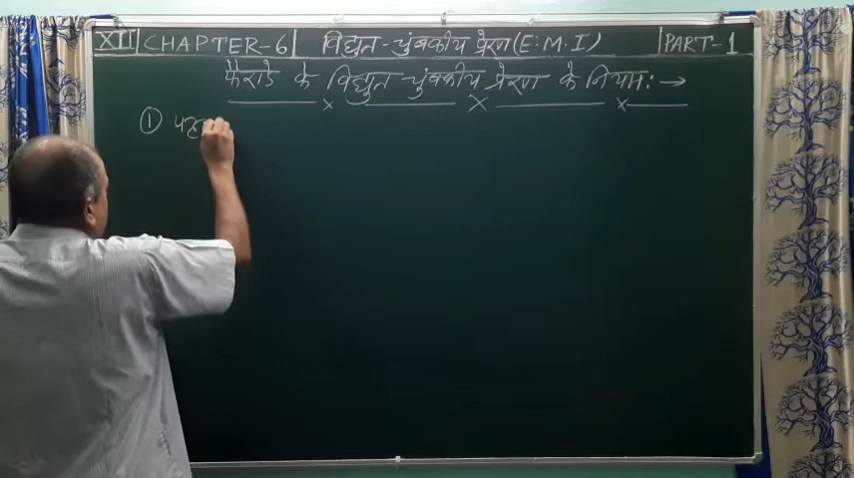 XII CHAPTER-6 विद्युत-चुंबकीय प्रेरण (E.M.I) PART-1
फैराडे के विद्युत-चुंबकीय प्रेरण के नियम: →
①